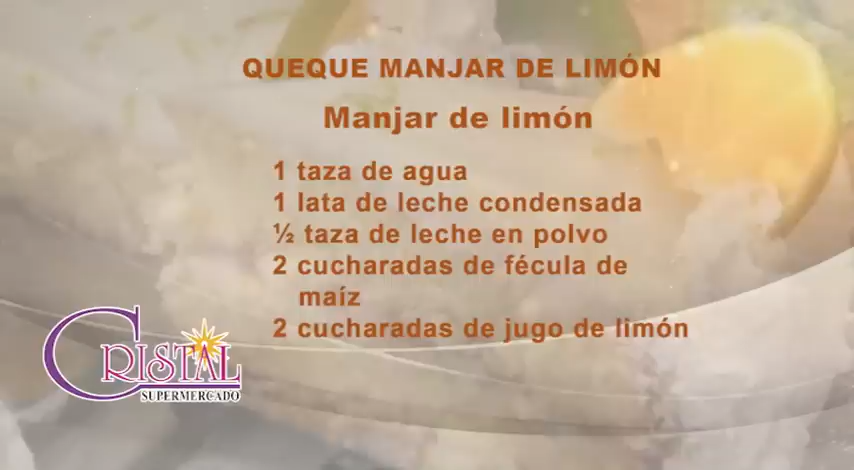 QUEQUE MANJAR DE LIMÓN
Manjar de limón
1 taza de agua
1 lata de leche condensada
½ taza de leche en polvo
2 cucharadas de fécula de
maíz
2 cucharadas de jugo de limón
CRISTAL
SUPERMERCADO